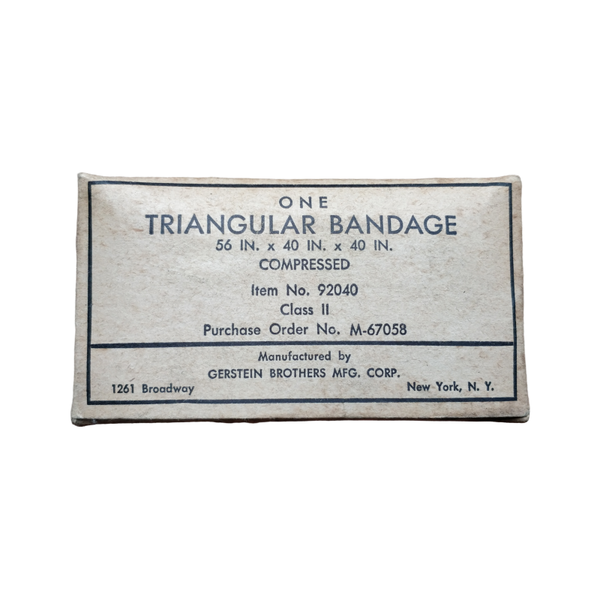 ONE
TRIANGULAR BANDAGE
56 IN. x 40 IN. x 40 IN.
COMPRESSED
Item No. 92040
Class II
Purchase Order No. M-67058
Manufactured by
GERSTEIN BROTHERS MFG. CORP.
1261 Broadway New York, N. Y.